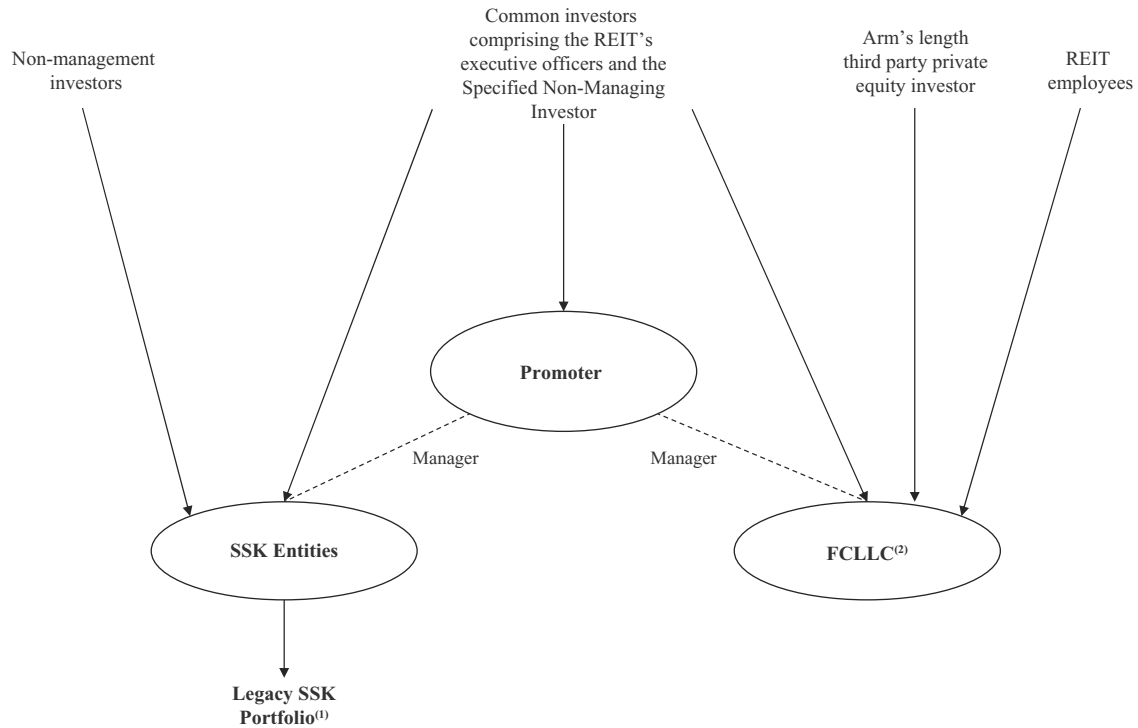 Non-management
investors
Common investors
comprising the REIT’s
executive officers and the
Specified Non-Managing
Investor
Arm’s length
third party private
equity investor
REIT
employees
Promoter
Manager
Manager
SSK Entities
FCLLC(2)
Legacy SSK
Portfolio(1)